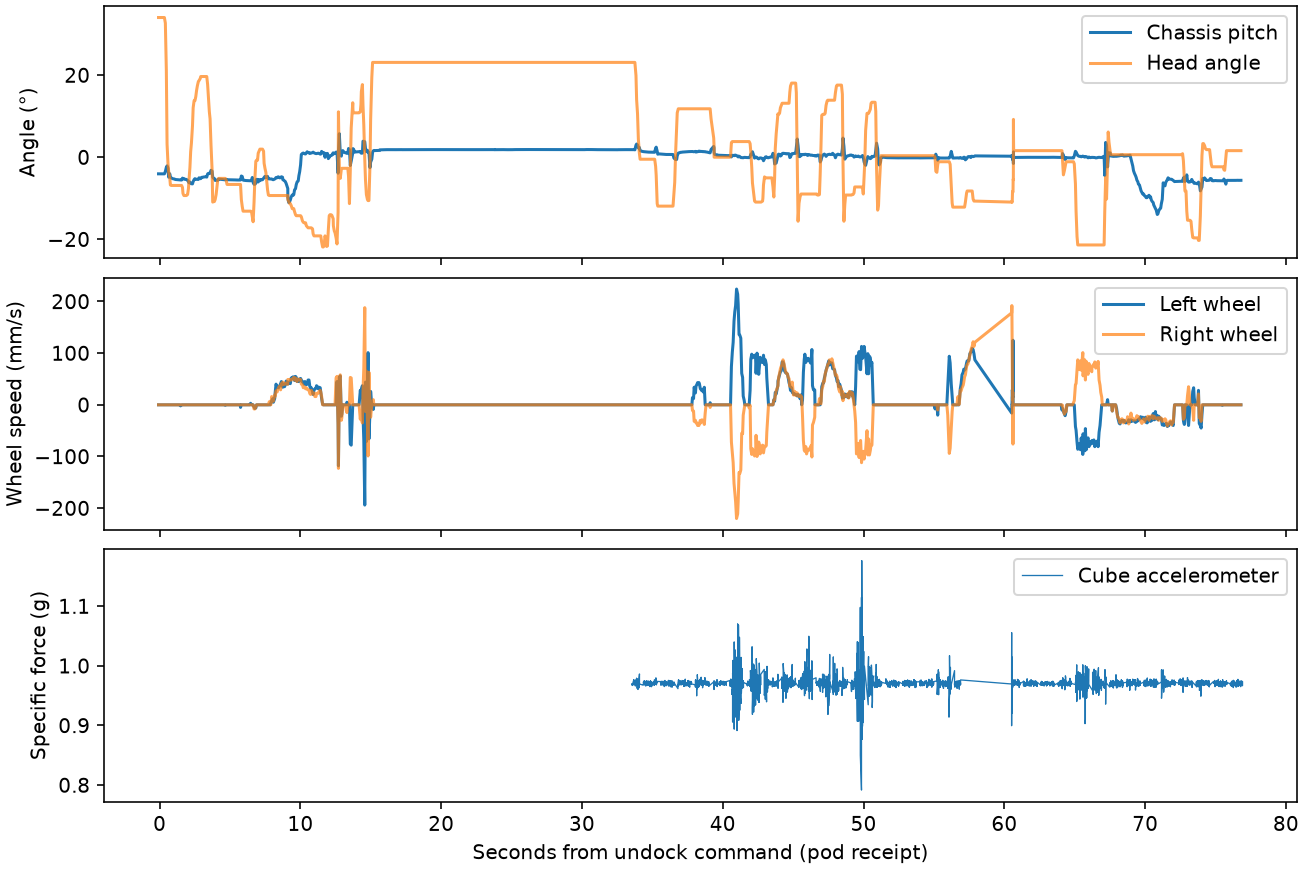 Angle (°)
20
0
−20
Chassis pitch
Head angle
Wheel speed (mm/s)
200
100
0
−100
−200
Left wheel
Right wheel
Specific force (g)
1.1
1.0
0.9
0.8
Cube accelerometer
0 10 20 30 40 50 60 70 80
Seconds from undock command (pod receipt)